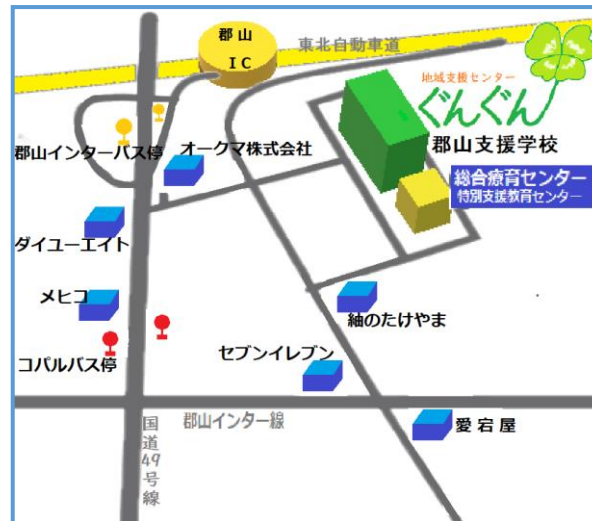 郡山
IC
東北自動車道
地域支援センター
ぐんぐん
郡山支援学校
総合療育センター
特別支援教育センター
郡山インターバス停
オークマ株式会社
ダイユーエイト
メヒコ
紬のたけやま
コパルバス停
セブンイレブン
郡山インター線
国道49号線
愛宕屋